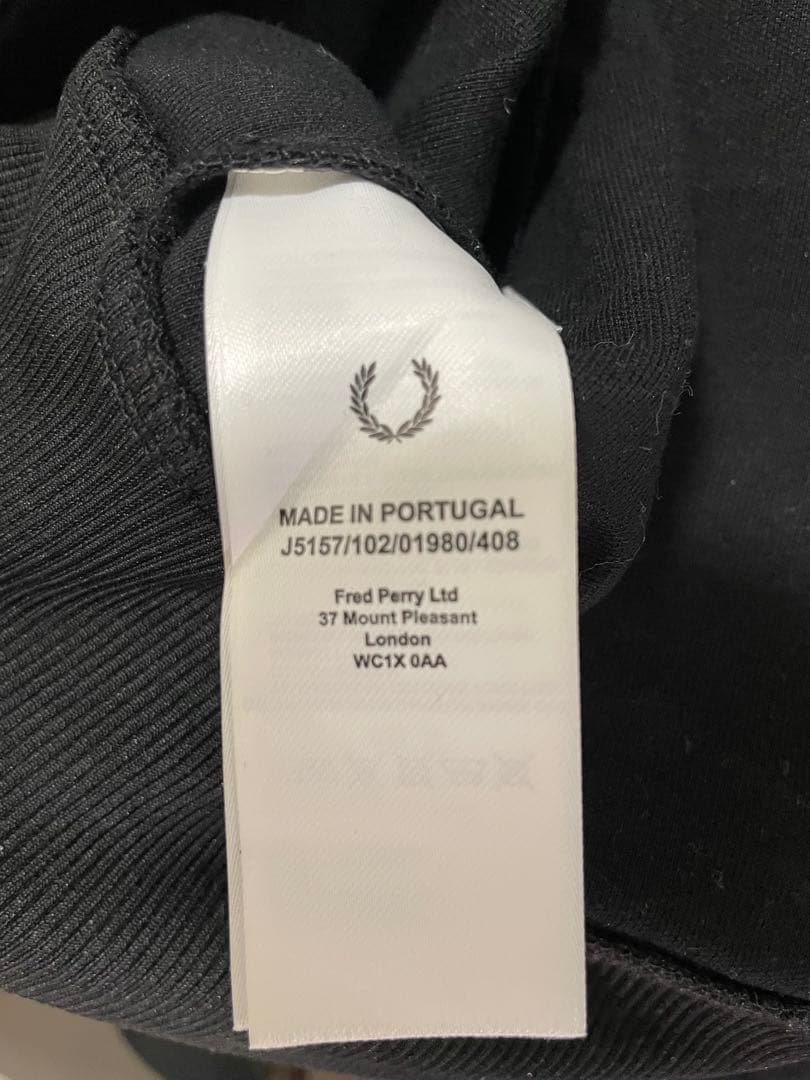 MADE IN PORTUGAL
J5157/102/01980/408
Fred Perry Ltd
37 Mount Pleasant
London
WC1X 0AA